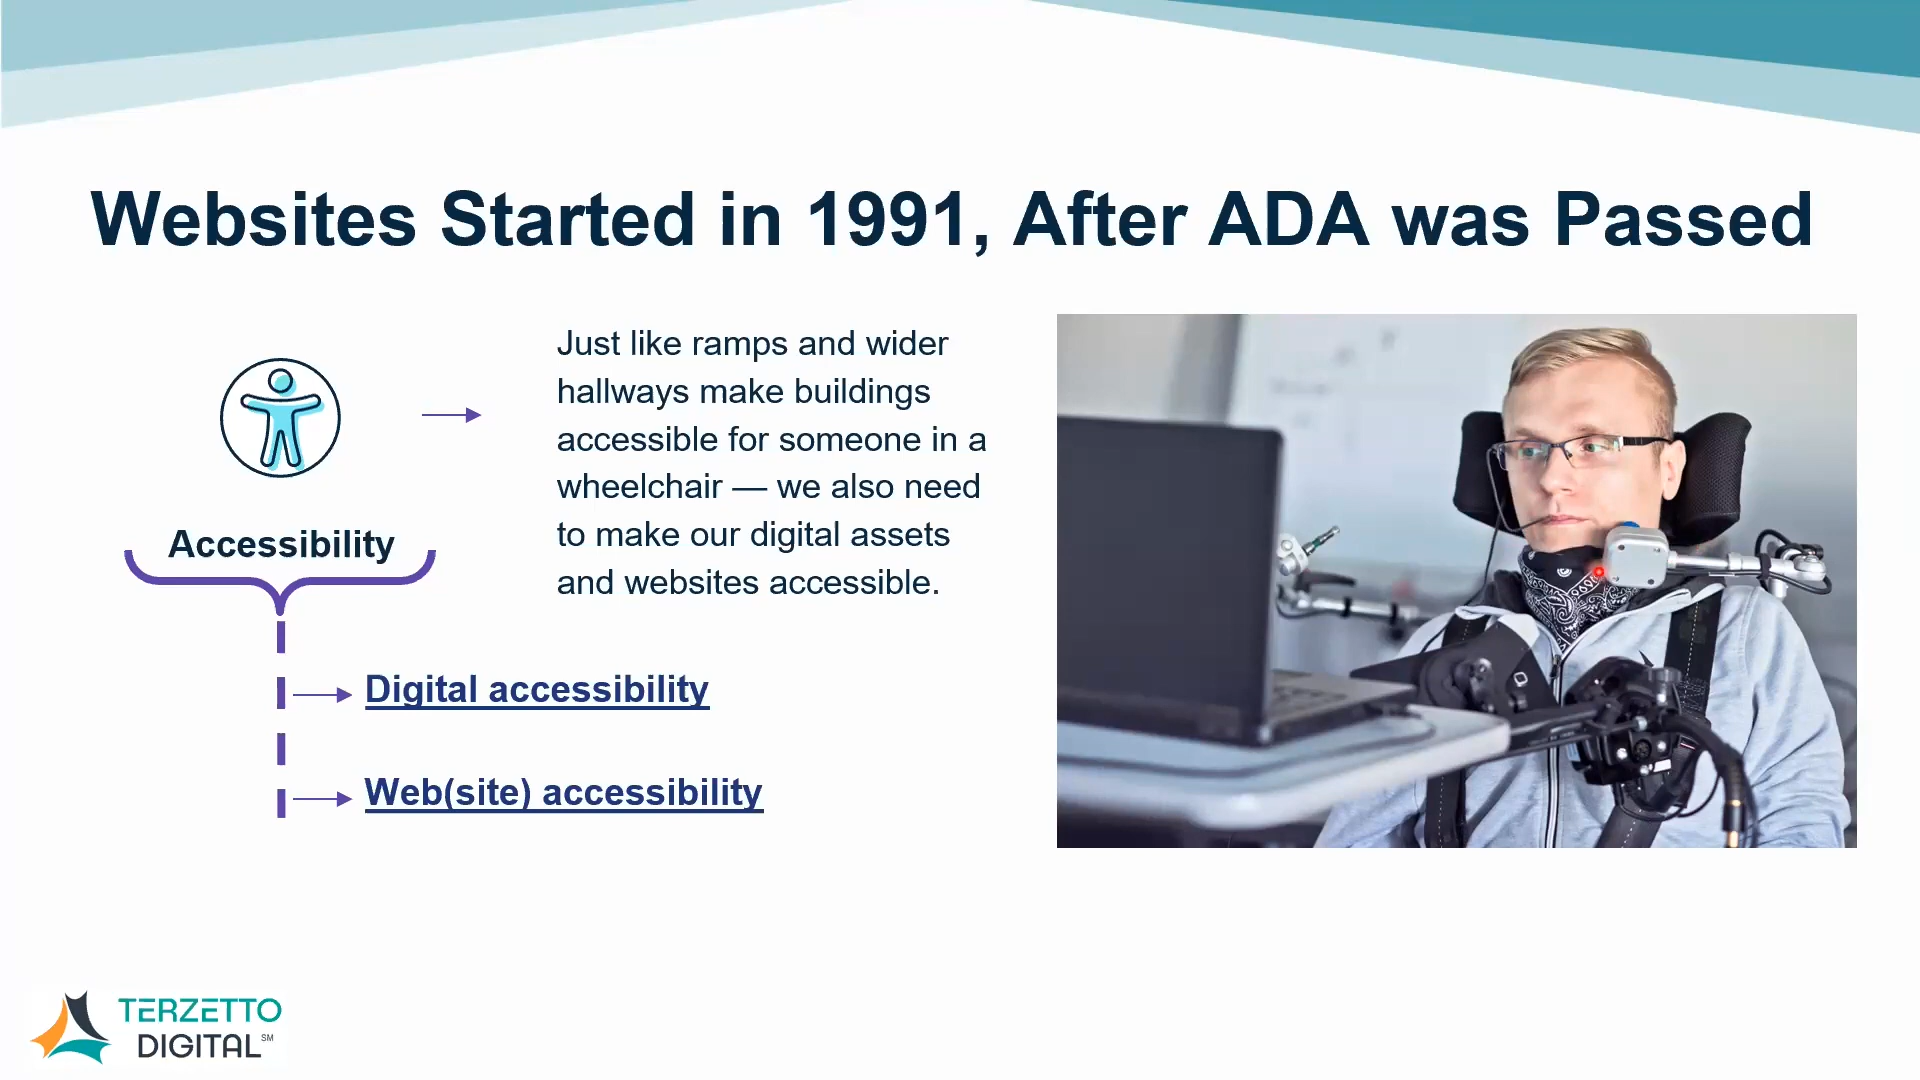 Websites Started in 1991, After ADA was Passed
Accessibility
Just like ramps and wider
hallways make buildings
accessible for someone in a
wheelchair — we also need
to make our digital assets
and websites accessible.
Digital accessibility
Web(site) accessibility
TERZETTO
DIGITAL℠